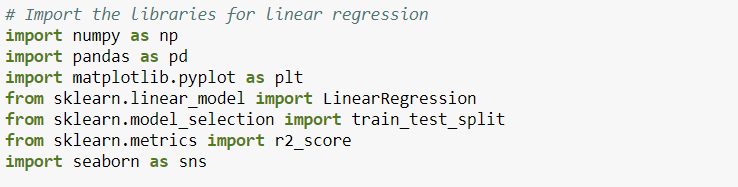 # Import the libraries for linear regression
import numpy as np
import pandas as pd
import matplotlib.pyplot as plt
from sklearn.linear_model import LinearRegression
from sklearn.model_selection import train_test_split
from sklearn.metrics import r2_score
import seaborn as sns